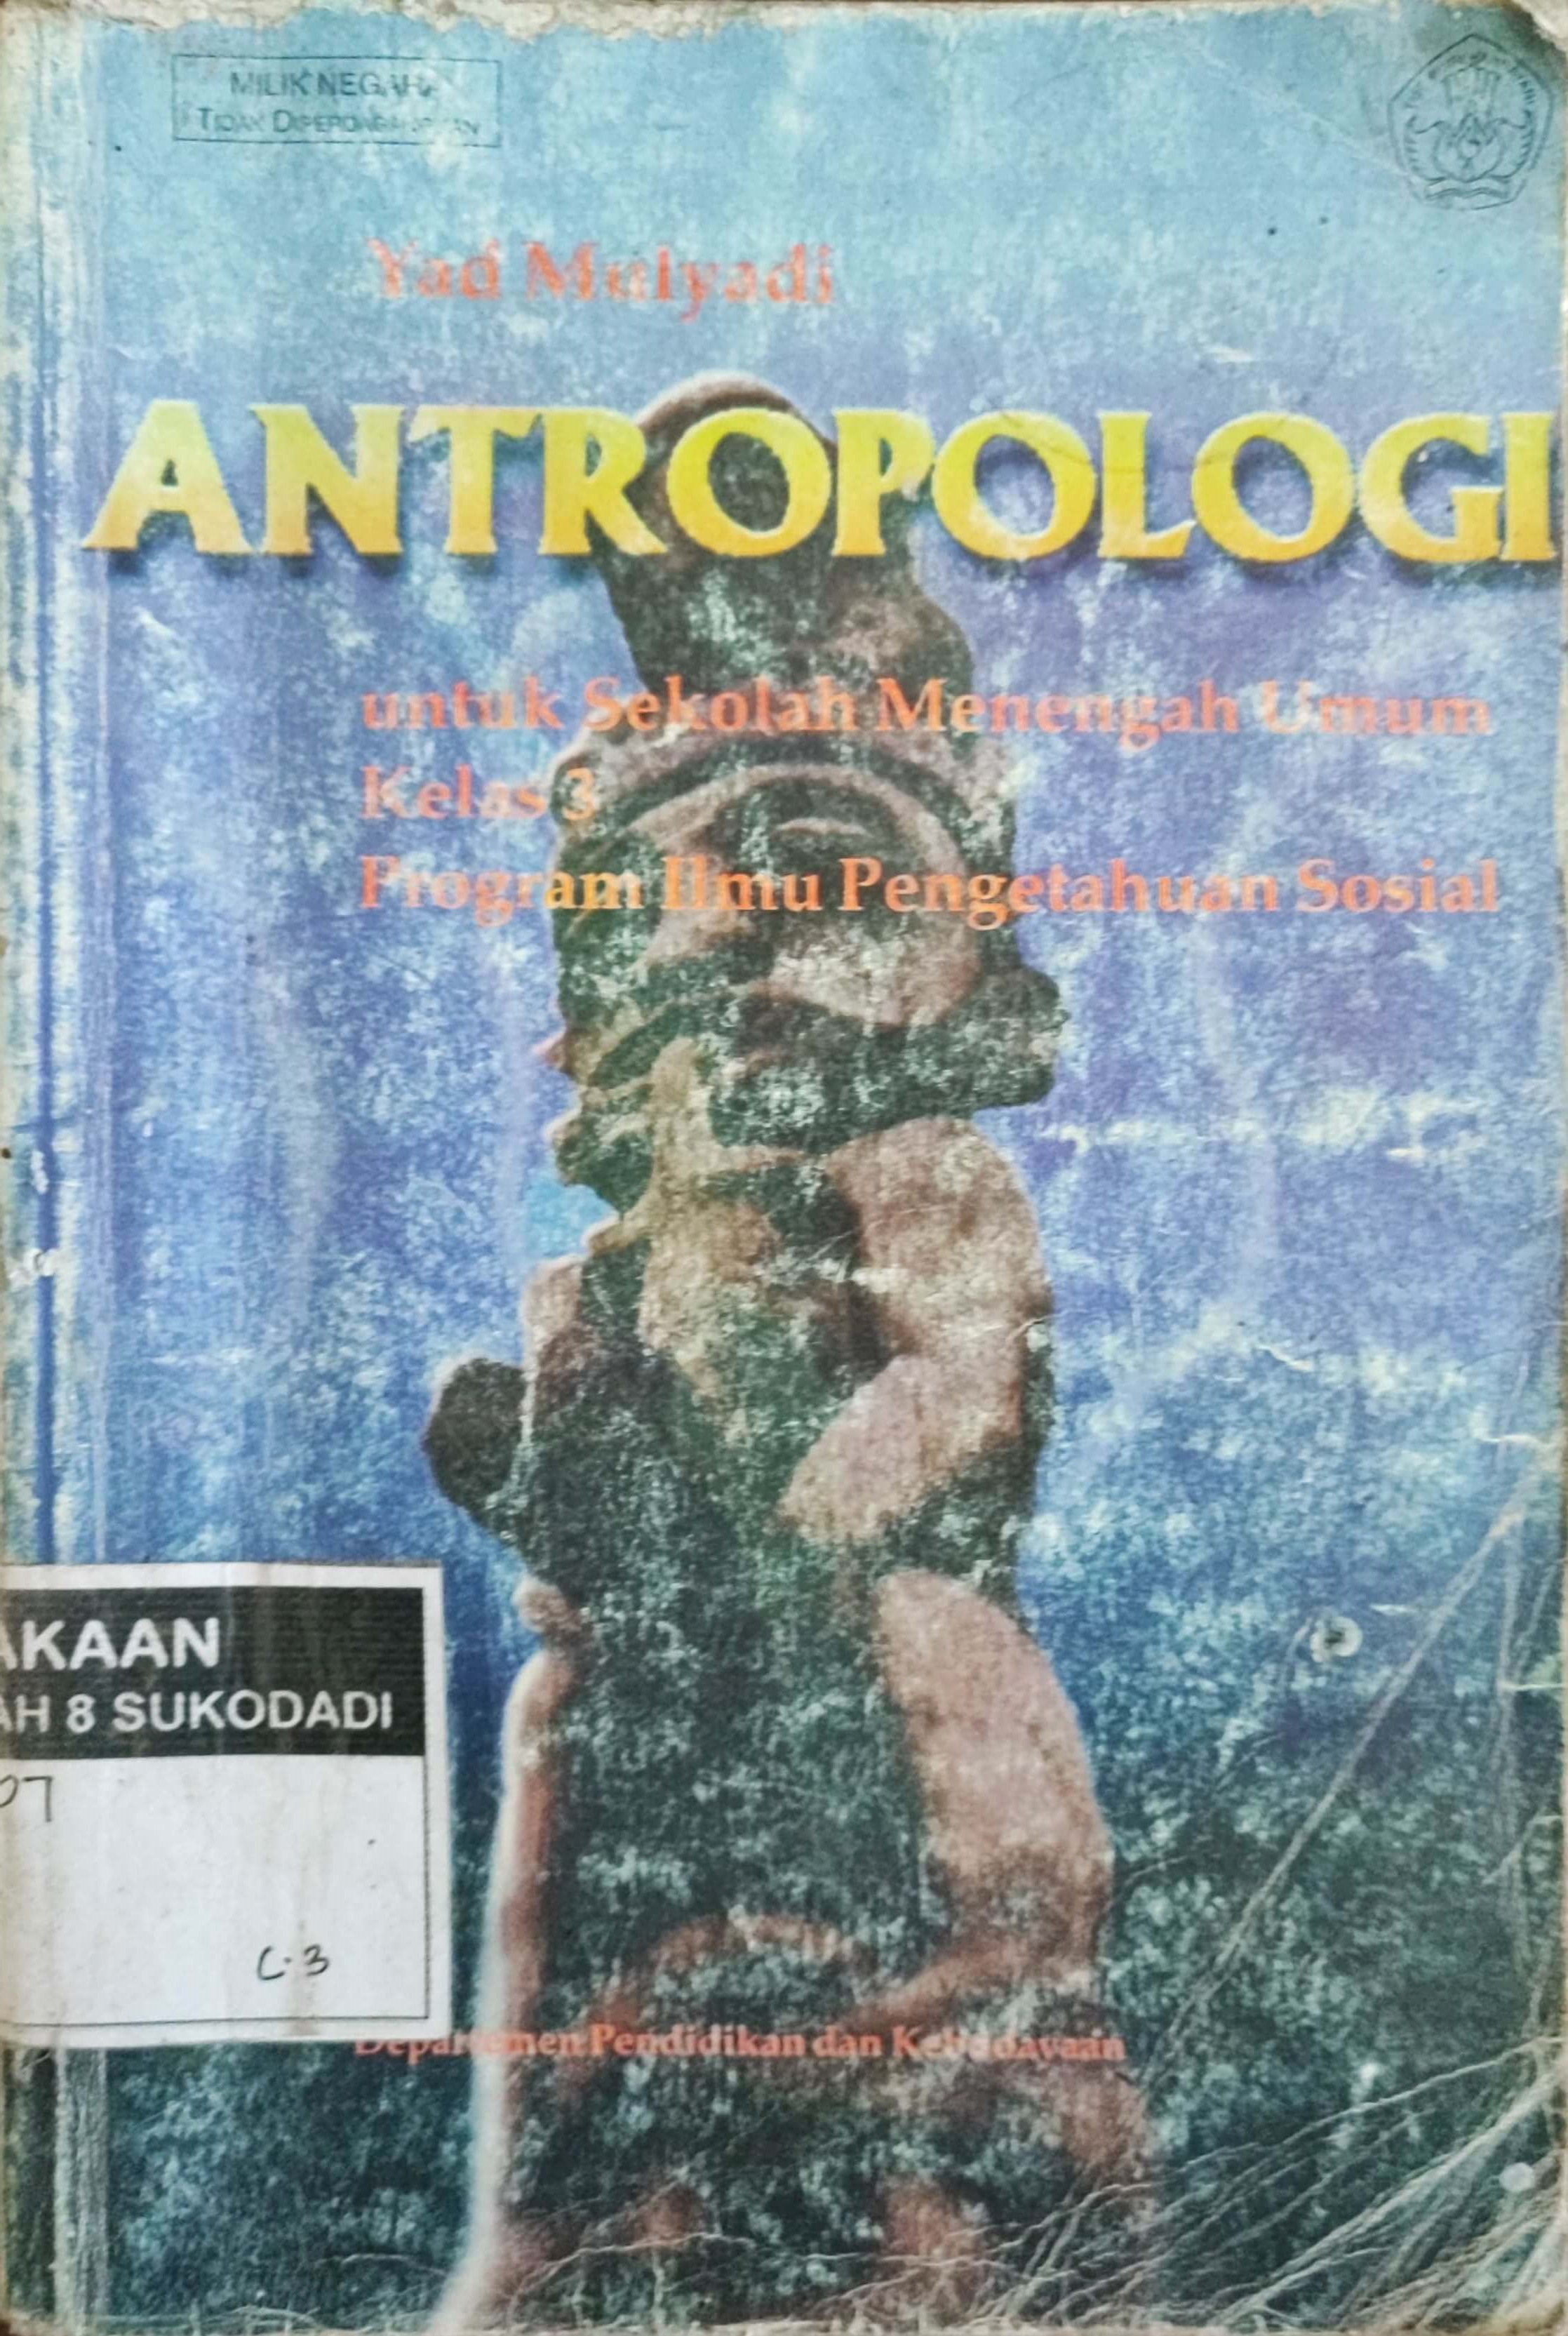 MILIK NEGARA
TIDAK DIPERDAGANGKAN
Yad Mulyadi
ANTROPOLOGI
untuk Sekolah Menengah Umum
Kelas 3
Program Ilmu Pengetahuan Sosial
AKAAN
AH 8 SUKODADI
07
C.3
Departemen Pendidikan dan Kebudayaan